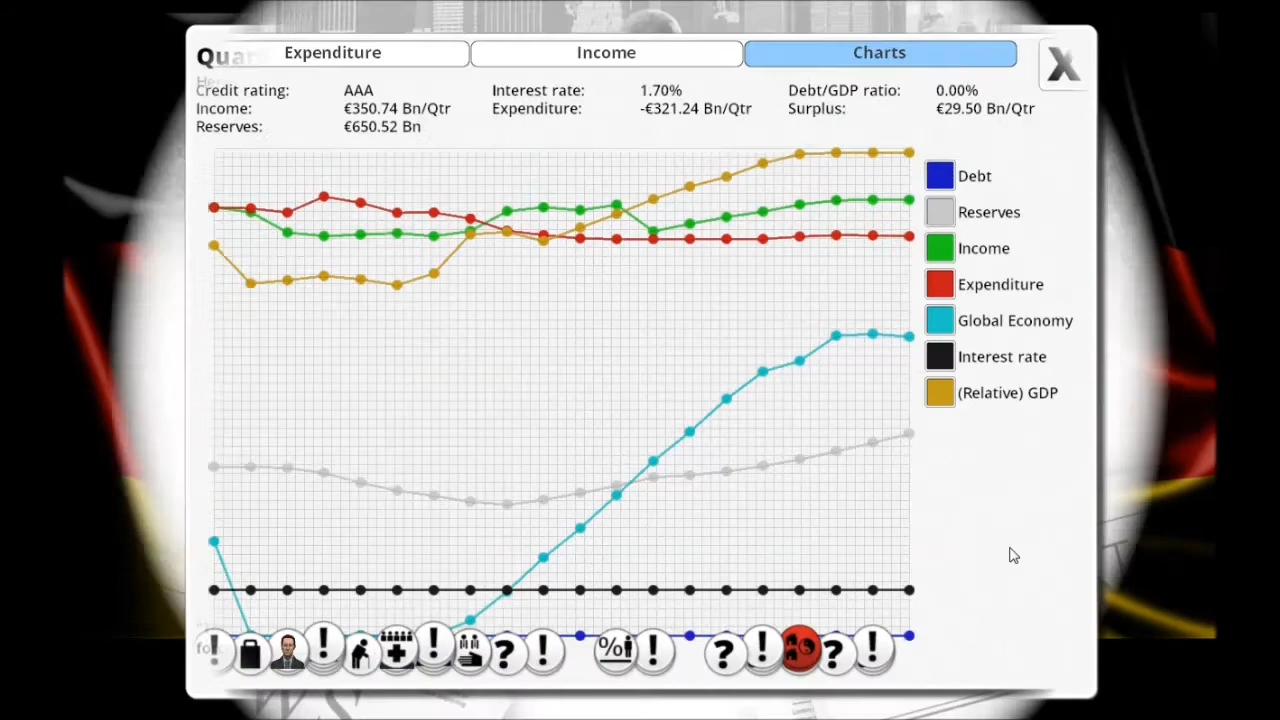 Expenditure Income Charts X
Credit rating: AAA Interest rate: 1.70% Debt/GDP ratio: 0.00%
Income: €350.74 Bn/Qtr Expenditure: -€321.24 Bn/Qtr Surplus: €29.50 Bn/Qtr
Reserves: €650.52 Bn
Debt
Reserves
Income
Expenditure
Global Economy
Interest rate
(Relative) GDP
! ! ! ? ! % ! ? ! ? !